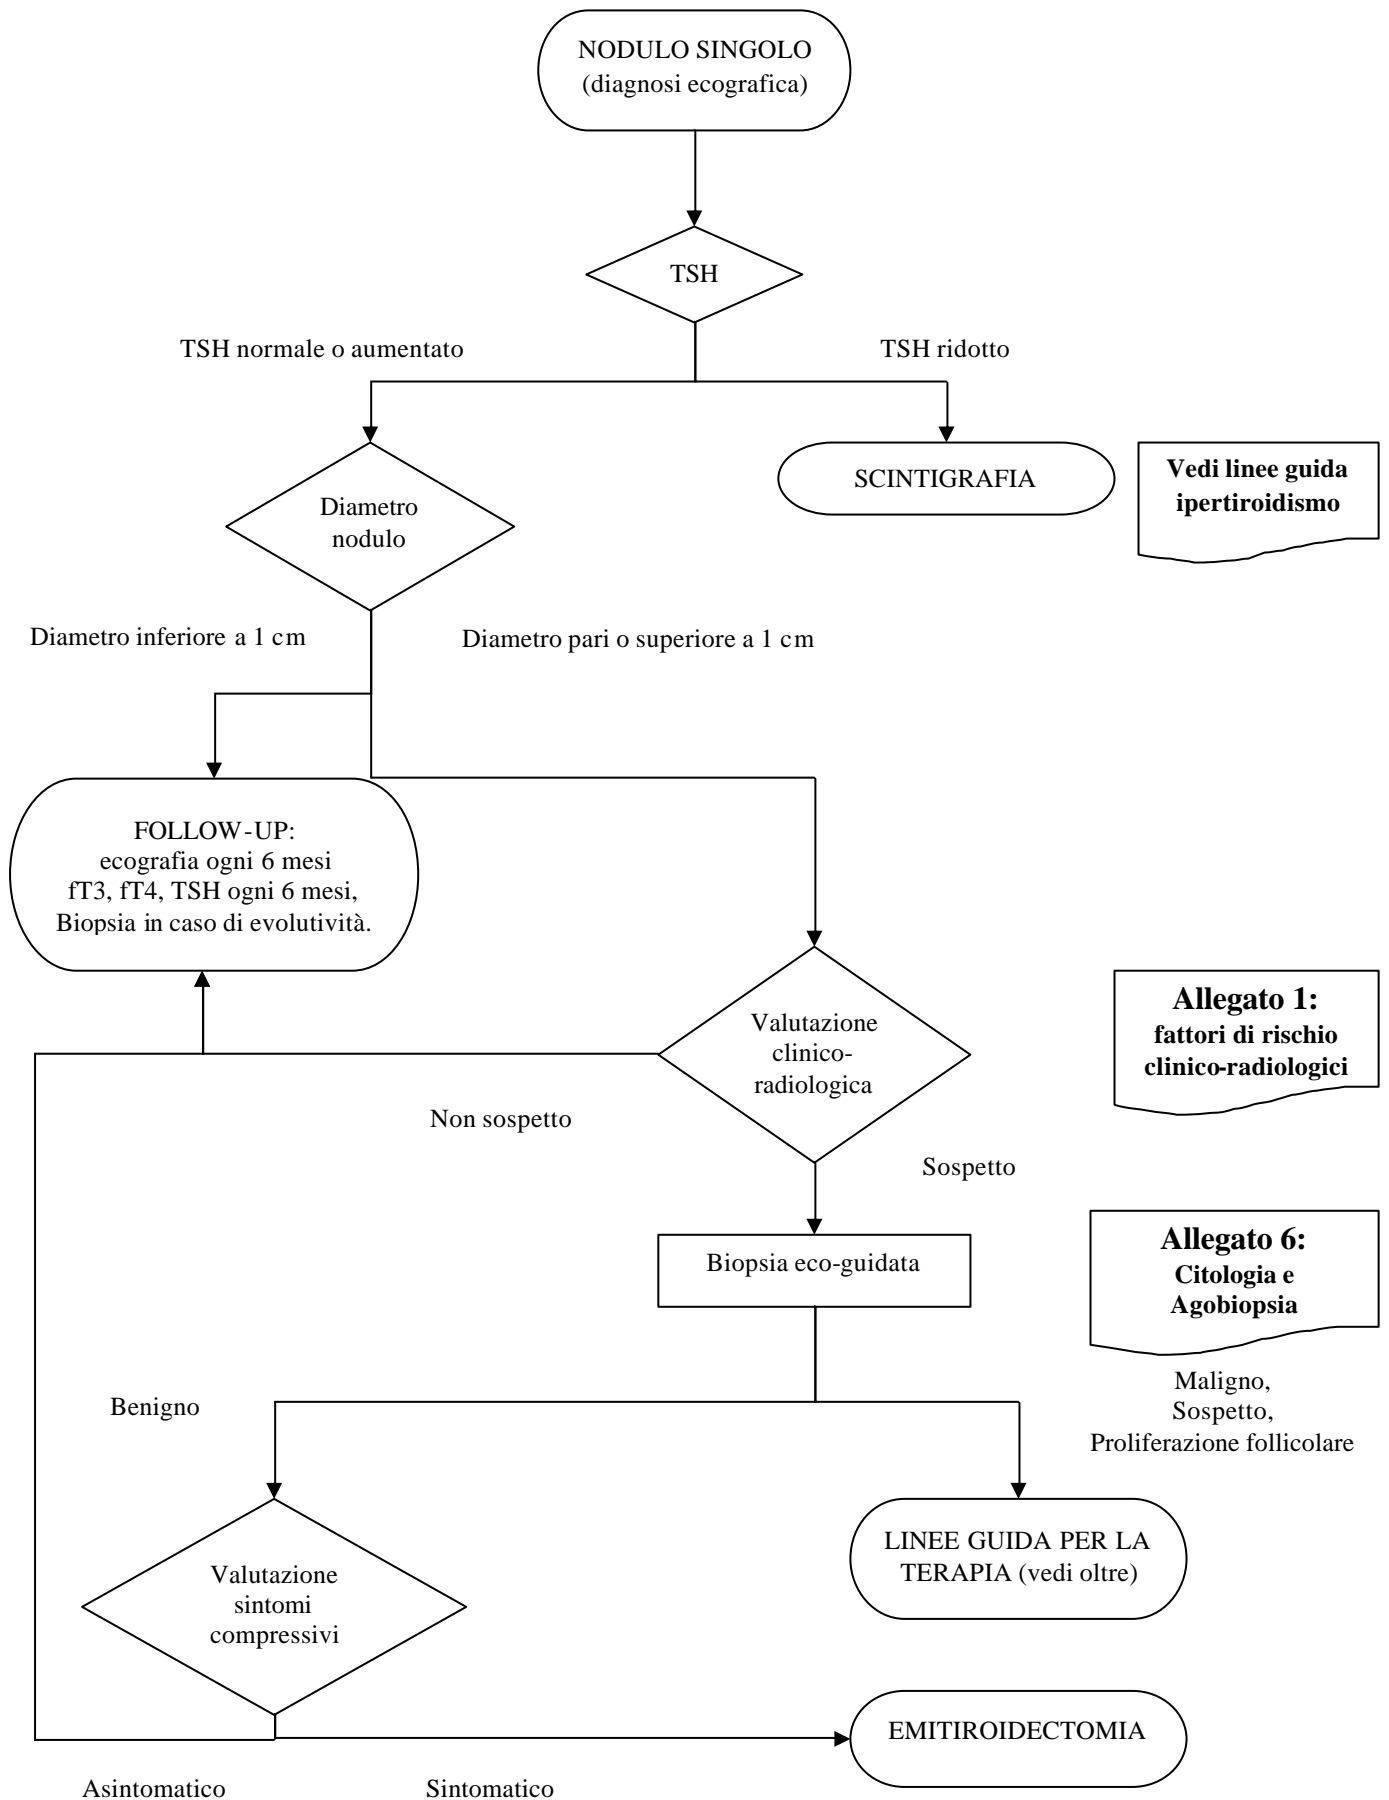 NODULO SINGOLO
(diagnosi ecografica)
TSH
TSH normale o aumentato
TSH ridotto
Diametro
nodulo
SCINTIGRAFIA
Vedi linee guida
ipertiroidismo
Diametro inferiore a 1 cm
Diametro pari o superiore a 1 cm
FOLLOW-UP:
ecografia ogni 6 mesi
fT3, fT4, TSH ogni 6 mesi,
Biopsia in caso di evolutività.
Valutazione
clinico-
radiologica
Allegato 1:
fattori di rischio
clinico-radiologici
Non sospetto
Sospetto
Biopsia eco-guidata
Allegato 6:
Citologia e
Agobiopsia
Benigno
Maligno,
Sospetto,
Proliferazione follicolare
Valutazione
sintomi
compressivi
LINEE GUIDA PER LA
TERAPIA (vedi oltre)
EMITIROIDECTOMIA
Asintomatico
Sintomatico